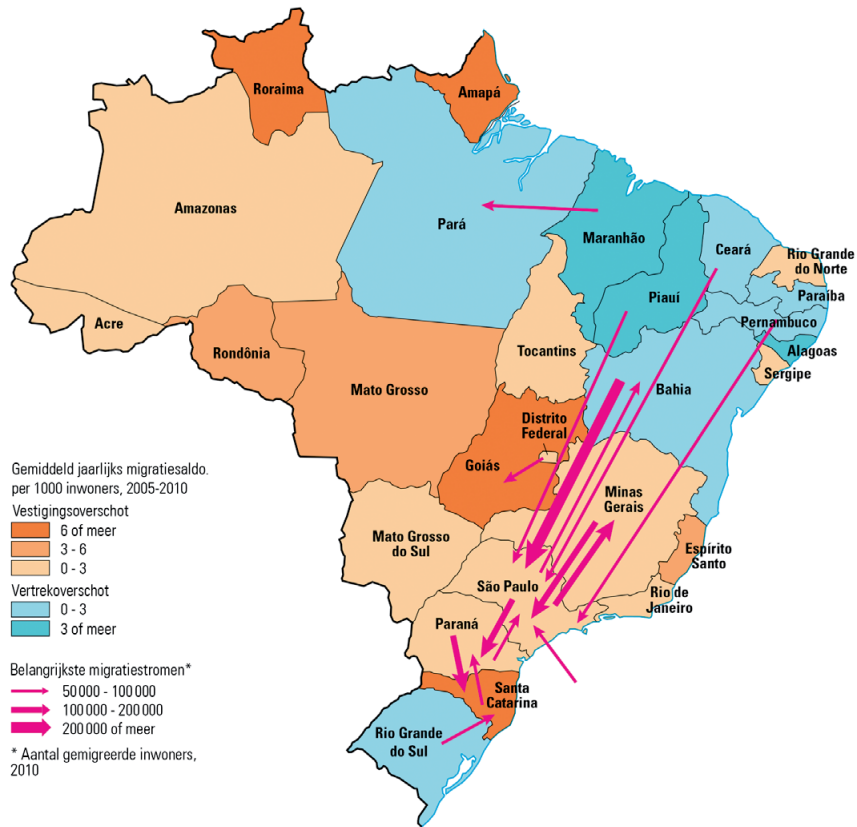 Roraima
Amapá
Amazonas
Pará
Maranhão
Ceará
Rio Grande
do Norte
Paraíba
Piauí
Pernambuco
Acre
Alagoas
Rondônia
Tocantins
Sergipe
Mato Grosso
Bahia
Distrito
Federal
Goiás
Minas
Gerais
Mato Grosso
do Sul
Espírito
Santo
São Paulo
Rio de
Janeiro
Paraná
Santa
Catarina
Rio Grande
do Sul
Gemiddeld jaarlijks migratiesaldo.
per 1000 inwoners, 2005-2010
Vestigingsoverschot
6 of meer
3 - 6
0 - 3
Vertrekoverschot
0 - 3
3 of meer
Belangrijkste migratiestromen*
50 000 - 100 000
100 000 - 200 000
200 000 of meer
* Aantal gemigreerde inwoners,
2010